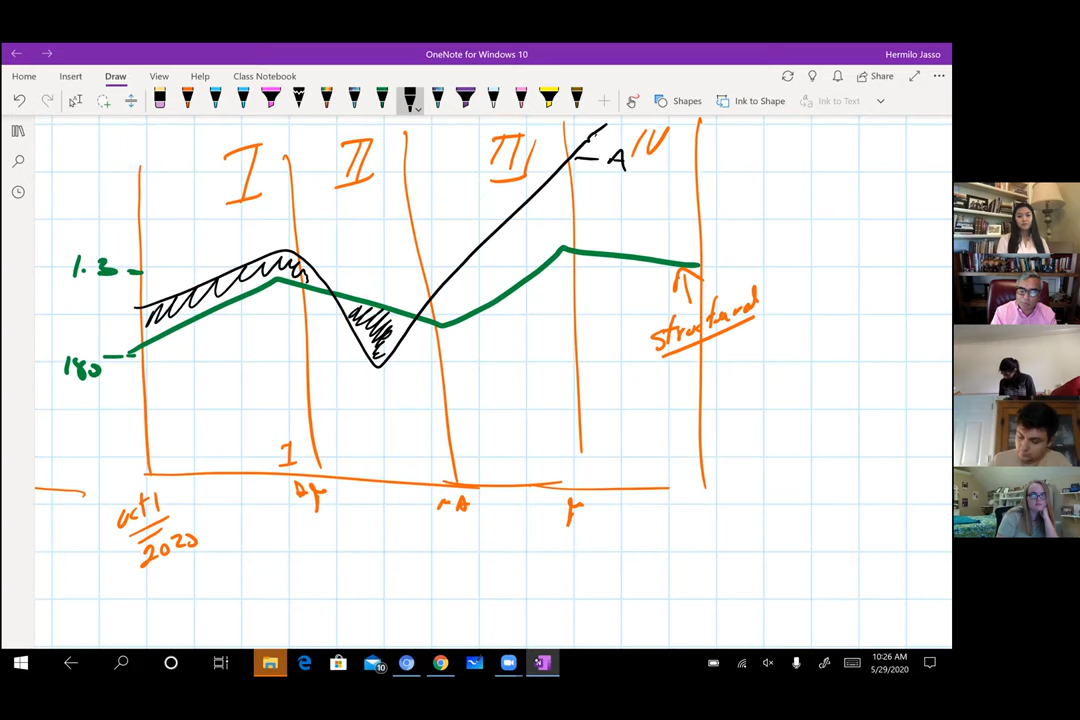 OneNote for Windows 10
Hermilo Jasso
Home Insert Draw View Help Class Notebook
Share
Shapes Ink to Shape Ink to Text
I II III IV
A
1.3
180
structural
I
oct 1
2020
10
10:26 AM
5/29/2020